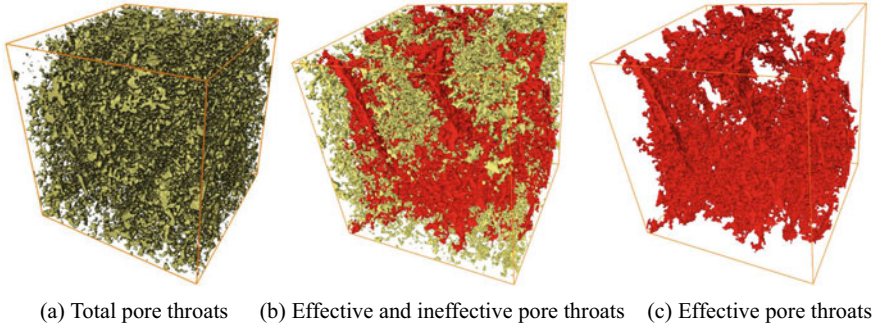 (a) Total pore throats (b) Effective and ineffective pore throats (c) Effective pore throats